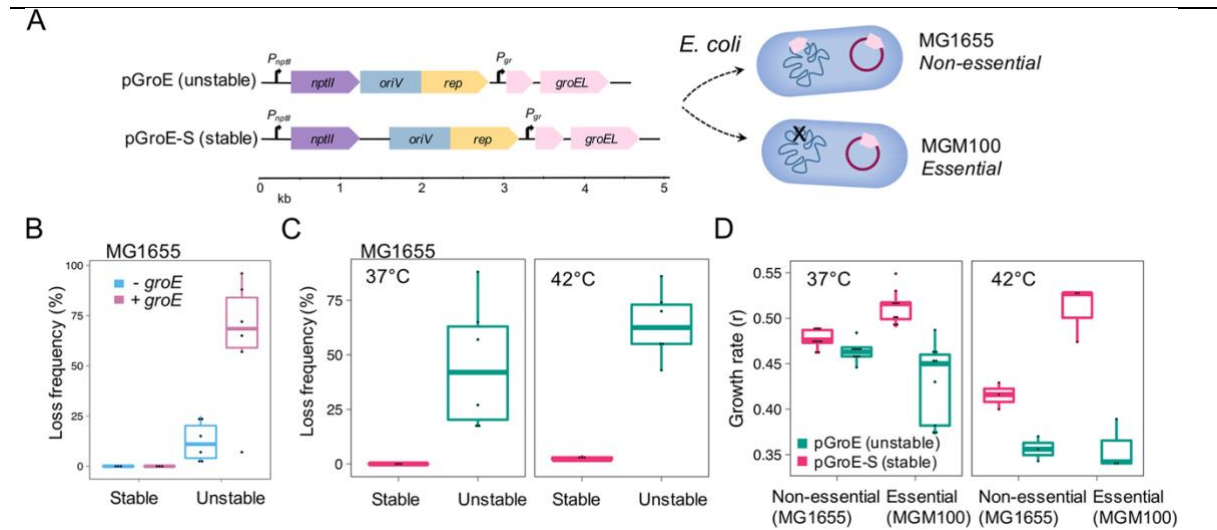 A
pGroE (unstable)
P_nptII
nptII
oriV
rep
P_gr
groEL
pGroE-S (stable)
P_nptII
nptII
oriV
rep
P_gr
groEL
0 1 2 3 4 5
kb
E. coli
MG1655
Non-essential
X
MGM100
Essential
B
MG1655
Loss frequency (%)
100
75
50
25
0
- groE
+ groE
Stable Unstable
C
MG1655
Loss frequency (%)
75
50
25
0
37°C
42°C
Stable Unstable
Stable Unstable
D
Growth rate (r)
0.55
0.50
0.45
0.40
0.35
37°C
42°C
pGroE (unstable)
pGroE-S (stable)
Non-essential Essential
(MG1655) (MGM100)
Non-essential Essential
(MG1655) (MGM100)